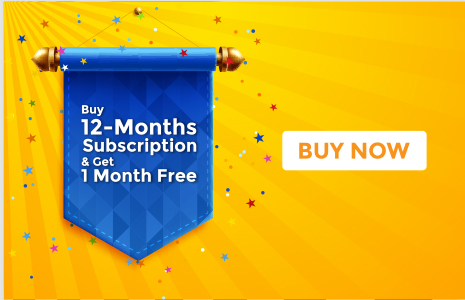 Buy
12-Months
Subscription
& Get
1 Month Free
BUY NOW